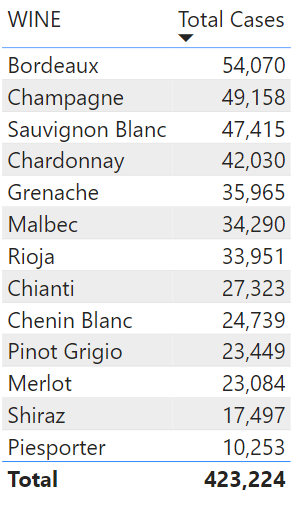 WINE Total Cases
Bordeaux 54,070
Champagne 49,158
Sauvignon Blanc 47,415
Chardonnay 42,030
Grenache 35,965
Malbec 34,290
Rioja 33,951
Chianti 27,323
Chenin Blanc 24,739
Pinot Grigio 23,449
Merlot 23,084
Shiraz 17,497
Piesporter 10,253
Total 423,224